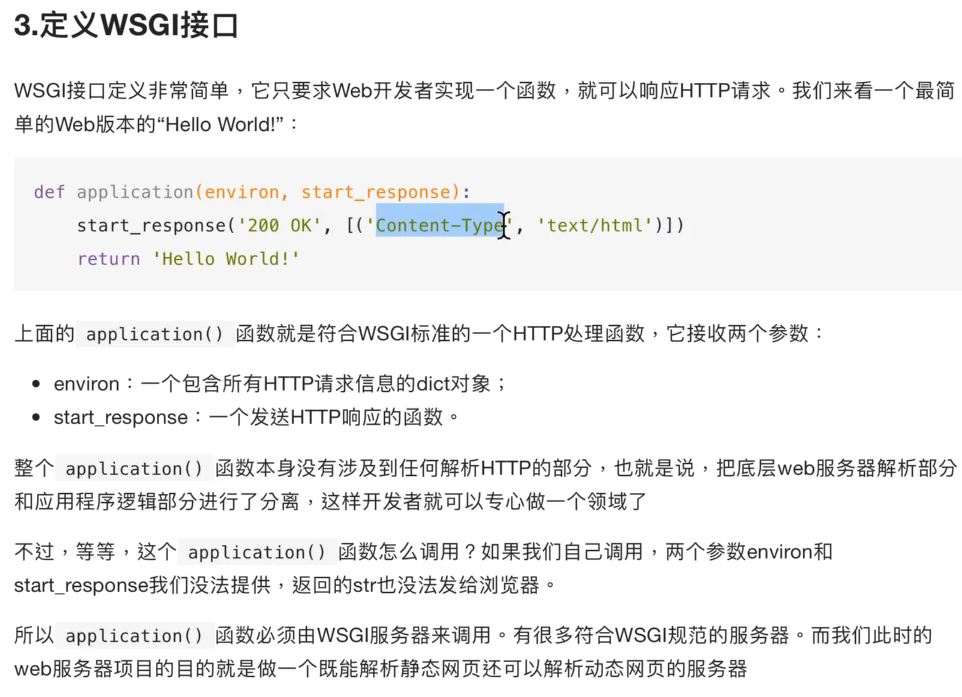 3.定义WSGI接口
WSGI接口定义非常简单，它只要求Web开发者实现一个函数，就可以响应HTTP请求。我们来看一个最简
单的Web版本的“Hello World!”：
def application(environ, start_response):
    start_response('200 OK', [('Content-Type', 'text/html')])
    return 'Hello World!'
上面的 application() 函数就是符合WSGI标准的一个HTTP处理函数，它接收两个参数：
• environ：一个包含所有HTTP请求信息的dict对象；
• start_response：一个发送HTTP响应的函数。
整个 application() 函数本身没有涉及到任何解析HTTP的部分，也就是说，把底层web服务器解析部分
和应用程序逻辑部分进行了分离，这样开发者就可以专心做一个领域了
不过，等等，这个 application() 函数怎么调用？如果我们自己调用，两个参数environ和
start_response我们没法提供，返回的str也没法发给浏览器。
所以 application() 函数必须由WSGI服务器来调用。有很多符合WSGI规范的服务器。而我们此时的
web服务器项目的目的就是做一个既能解析静态网页还可以解析动态网页的服务器